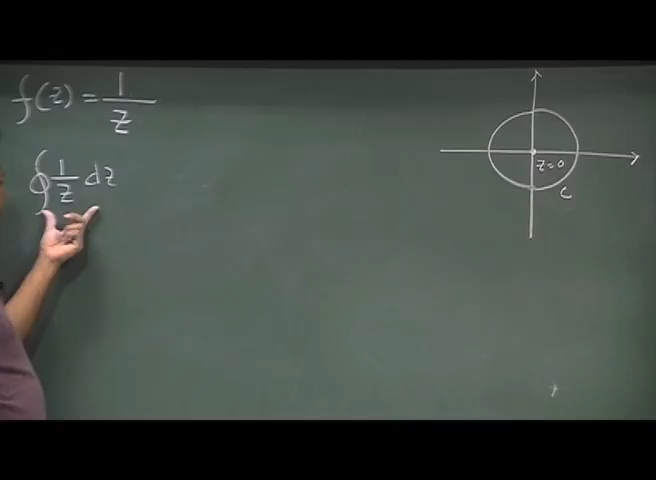 f(z) = 1/z
∮ 1/z dz
z=0
C